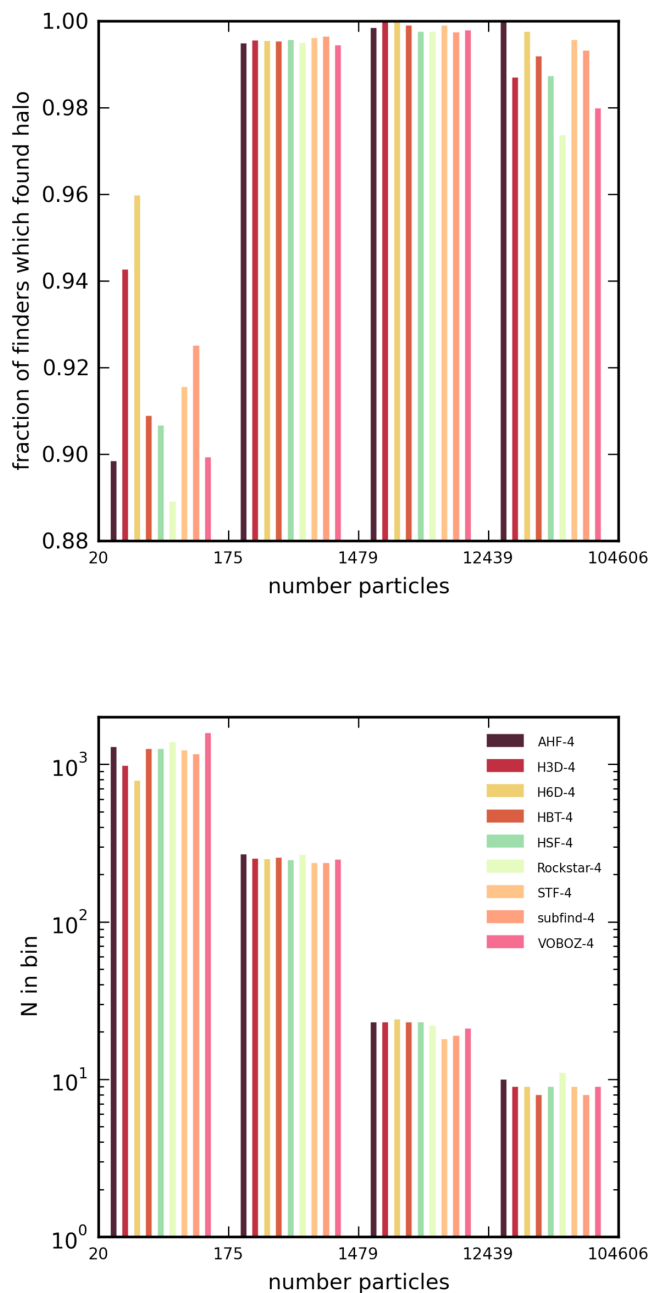 1.00
0.98
0.96
0.94
0.92
0.90
0.88
fraction of finders which found halo
20 175 1479 12439 104606
number particles
10³
10²
10¹
10⁰
N in bin
AHF-4
H3D-4
H6D-4
HBT-4
HSF-4
Rockstar-4
STF-4
subfind-4
VOBOZ-4
20 175 1479 12439 104606
number particles